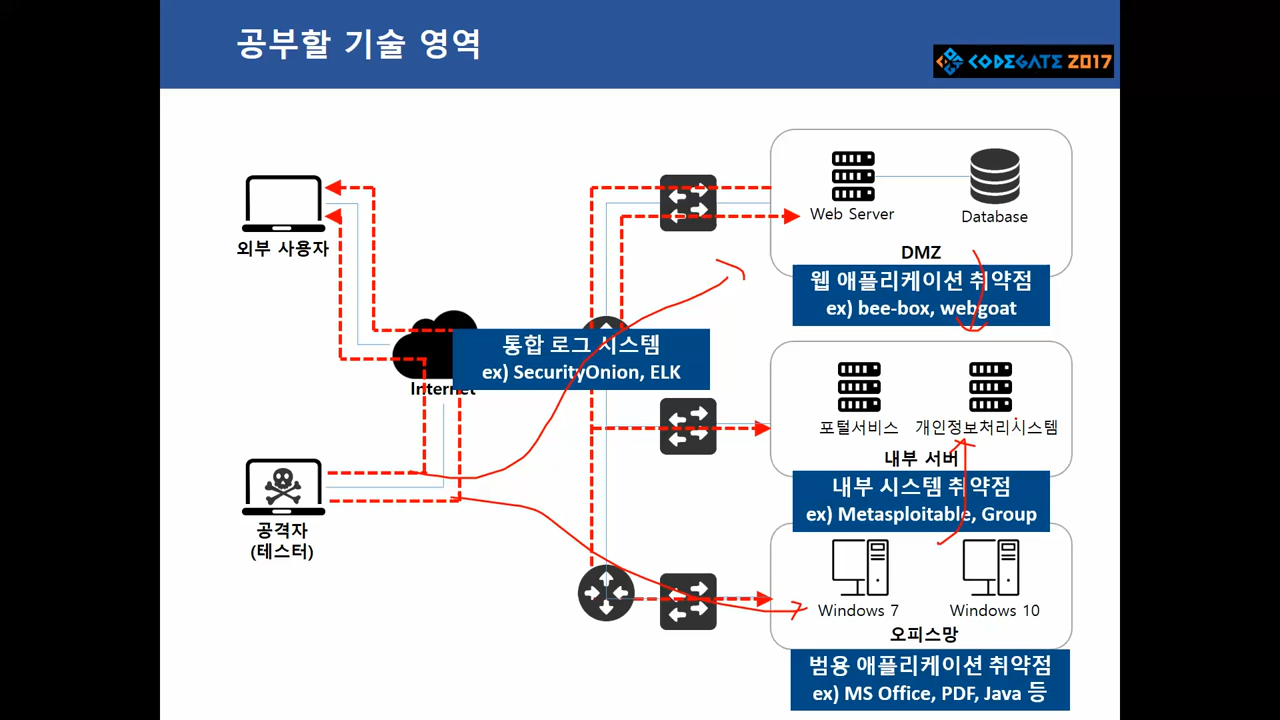 공부할 기술 영역
CODEGATE 2017
외부 사용자
Web Server
Database
DMZ
웹 애플리케이션 취약점
ex) bee-box, webgoat
통합 로그 시스템
ex) SecurityOnion, ELK
Internet
포털서비스
개인정보처리시스템
내부 서버
내부 시스템 취약점
ex) Metasploitable, Group
공격자
(테스터)
Windows 7
Windows 10
오피스망
범용 애플리케이션 취약점
ex) MS Office, PDF, Java 등